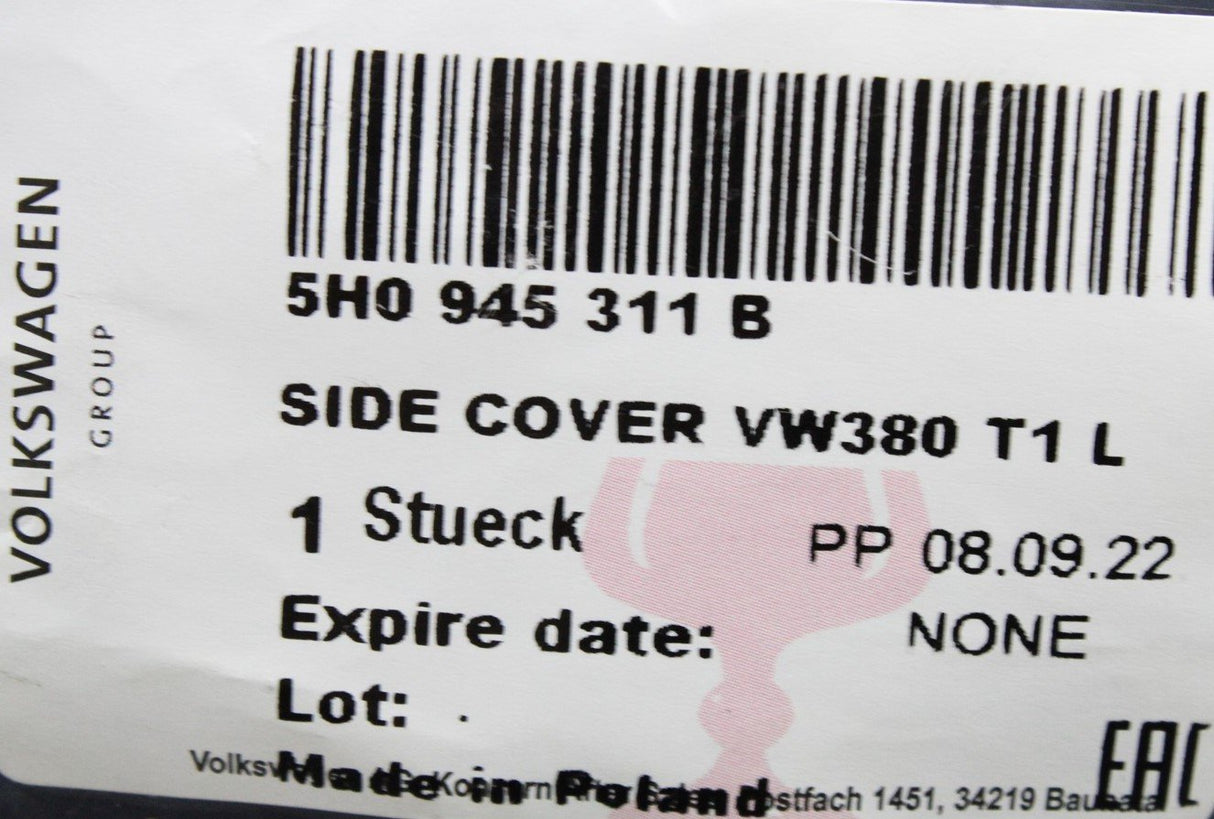 VOLKSWAGEN
GROUP
5H0 945 311 B
SIDE COVER VW380 T1 L
1 Stueck
PP 08.09.22
Expire date: NONE
Lot: .
Made in Poland
Postfach 1451, 34219 Baunatal
EAC